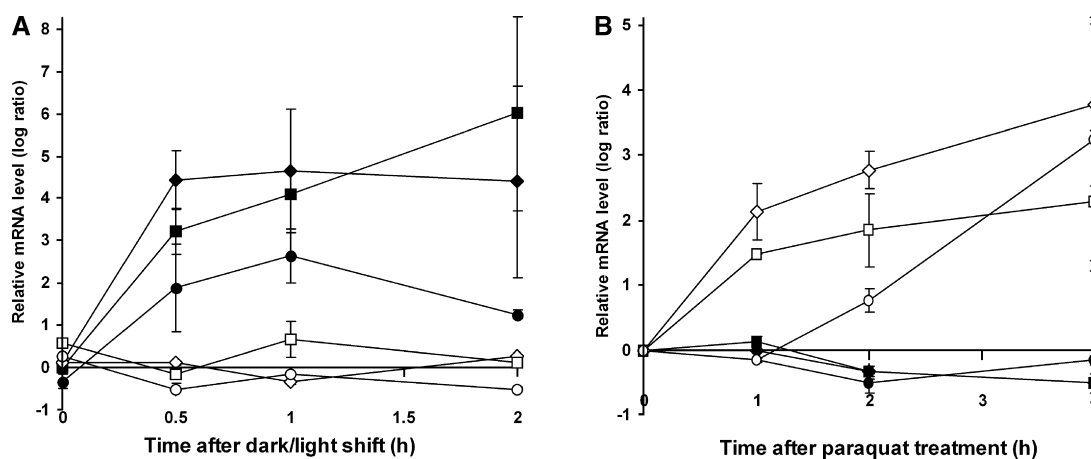 A
Relative mRNA level (log ratio)
8
7
6
5
4
3
2
1
0
-1
0 0.5 1 1.5 2
Time after dark/light shift (h)
B
Relative mRNA level (log ratio)
5
4
3
2
1
0
-1
0 1 2 3
Time after paraquat treatment (h)